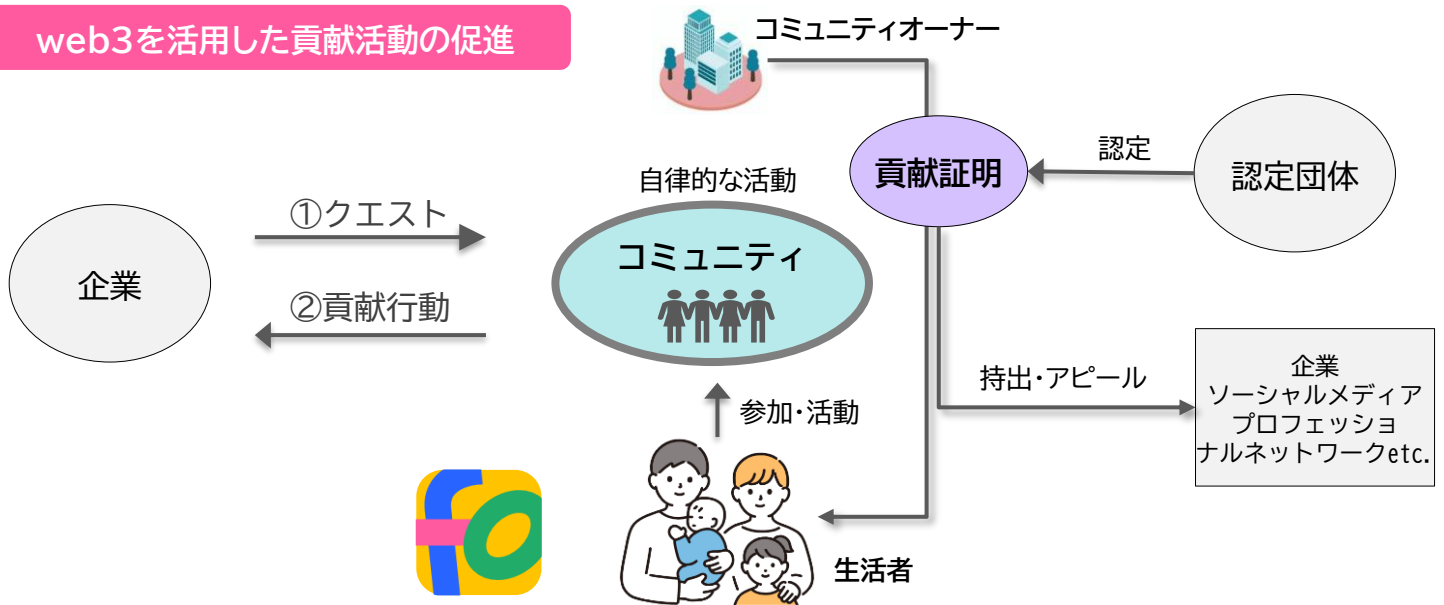 web3を活用した貢献活動の促進
コミュニティオーナー
貢献証明
認定
認定団体
自律的な活動
コミュニティ
①クエスト
企業
②貢献行動
持出・アピール
企業
ソーシャルメディア
プロフェッショ
ナルネットワークetc.
参加・活動
生活者